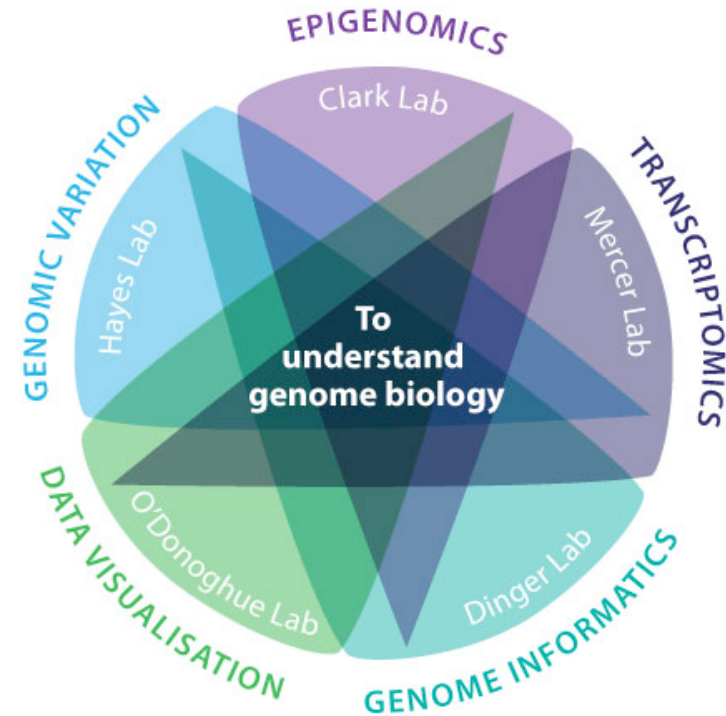 EPIGENOMICS
Clark Lab
TRANSCRIPTOMICS
Mercer Lab
GENOMIC VARIATION
Hayes Lab
To
understand
genome biology
DATA VISUALISATION
O'Donoghue Lab
Dinger Lab
GENOME INFORMATICS